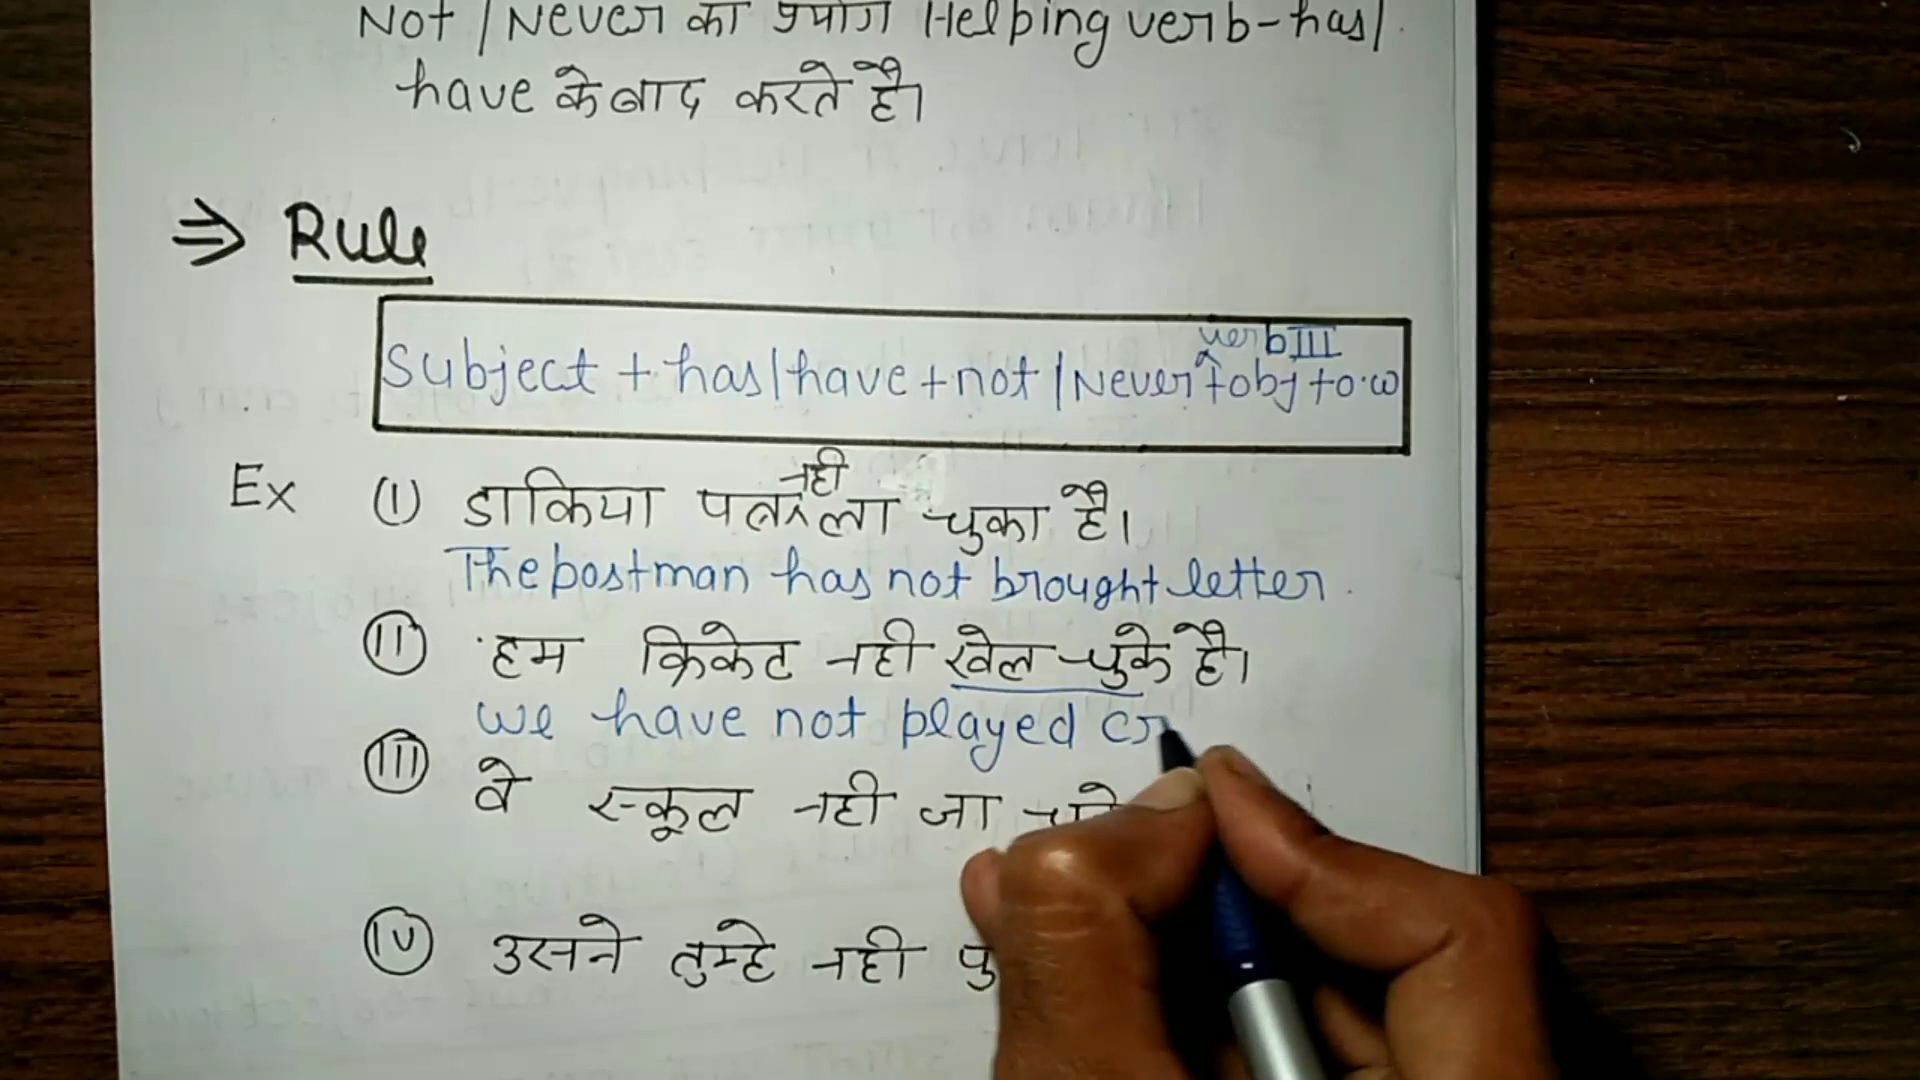 Not / Never का प्रयोग Helping verb-has/
have के बाद करते है।
⇒ Rule
verb III
Subject + has/have + not / Never + obj + o.w
नही
Ex (I) डाकिया पत्र ला चुका है।
The postman has not brought letter.
(II) हम क्रिकेट नही खेल चुके है।
we have not played cr
(III) वे स्कूल नही जा
(IV) उसने तुम्हे नही पु